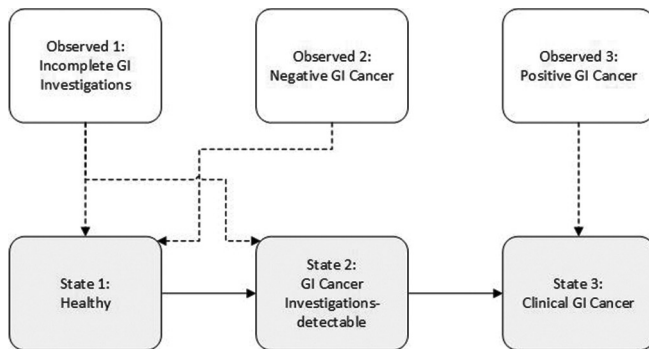 Observed 1:
Incomplete GI
Investigations
Observed 2:
Negative GI Cancer
Observed 3:
Positive GI Cancer
State 1:
Healthy
State 2:
GI Cancer
Investigations-
detectable
State 3:
Clinical GI Cancer